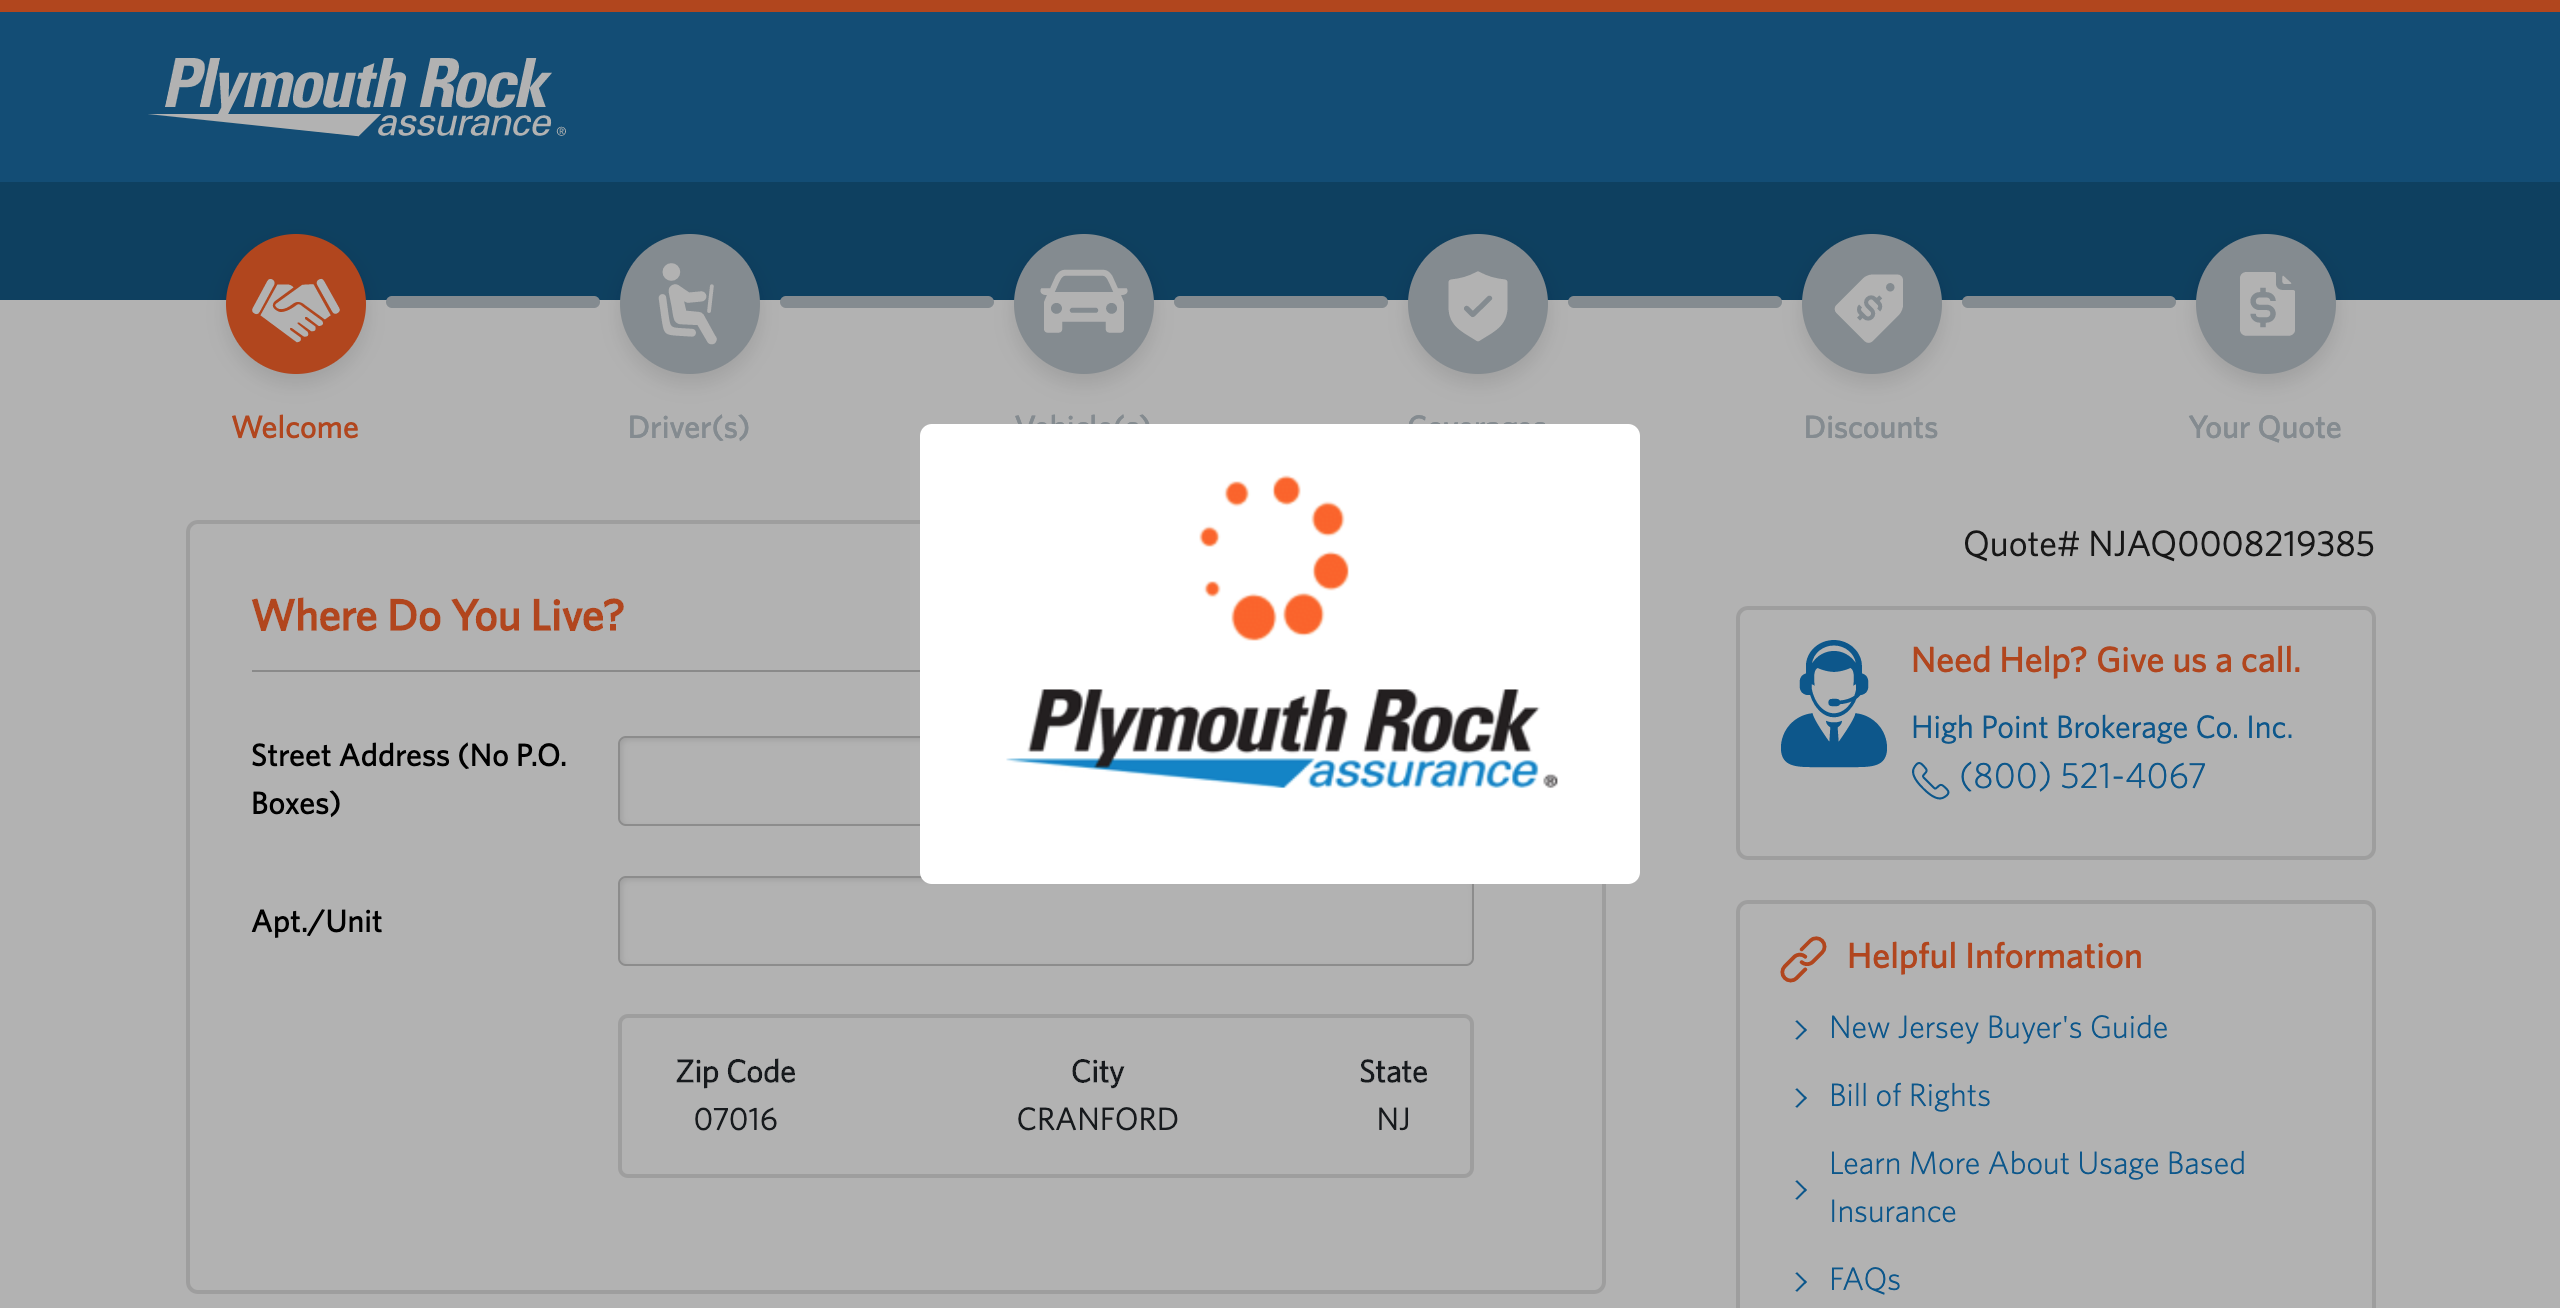 Plymouth Rock
assurance®
Welcome
Driver(s)
Vehicle(s)
Coverages
Discounts
Your Quote
Where Do You Live?
Street Address (No P.O.
Boxes)
Apt./Unit
Zip Code
City
State
07016
CRANFORD
NJ
Plymouth Rock
assurance®
Quote# NJAQ0008219385
Need Help? Give us a call.
High Point Brokerage Co. Inc.
(800) 521-4067
Helpful Information
New Jersey Buyer's Guide
Bill of Rights
Learn More About Usage Based
Insurance
FAQs